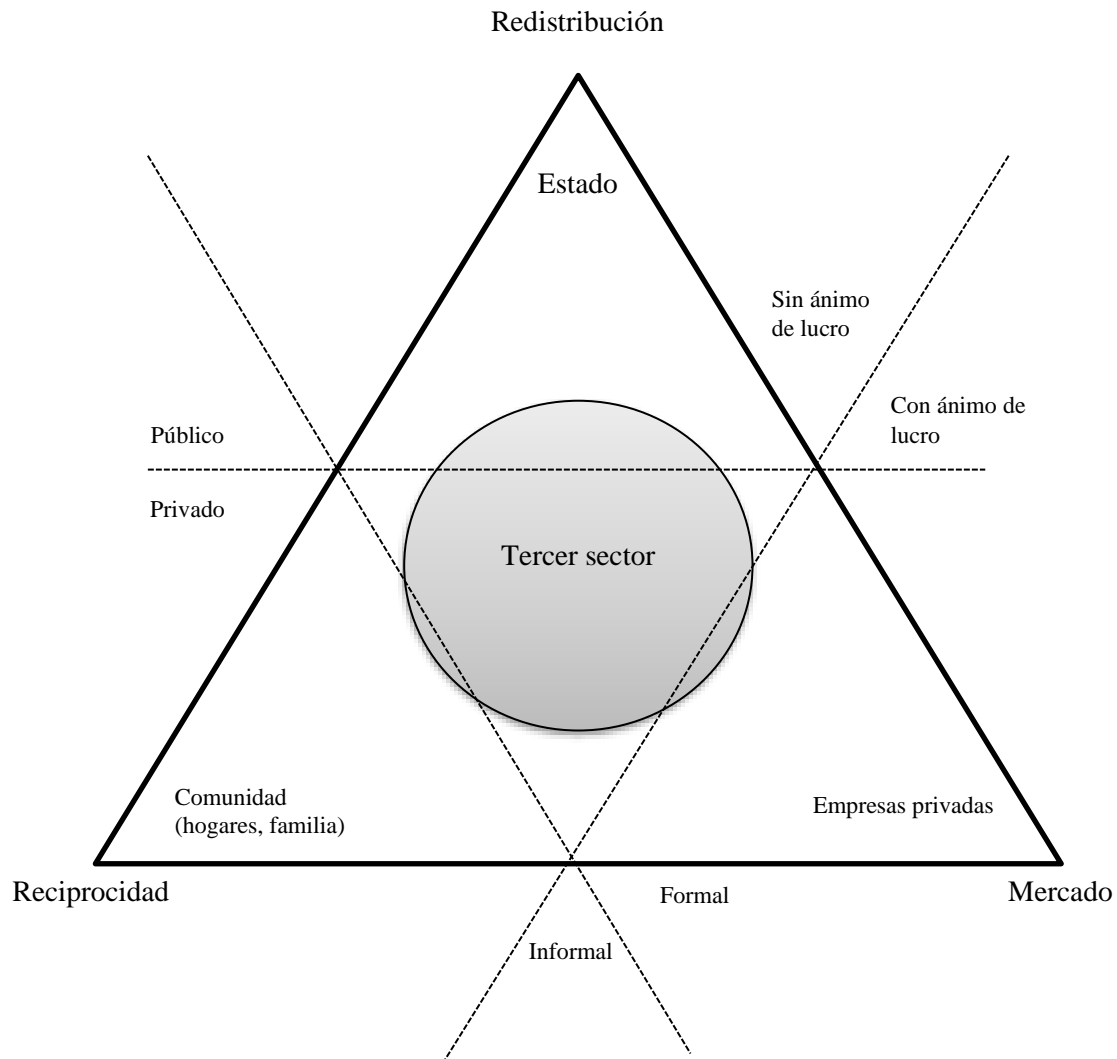 Redistribución
Estado
Sin ánimo
de lucro
Con ánimo de
lucro
Público
Privado
Tercer sector
Comunidad
(hogares, familia)
Empresas privadas
Reciprocidad
Formal
Mercado
Informal